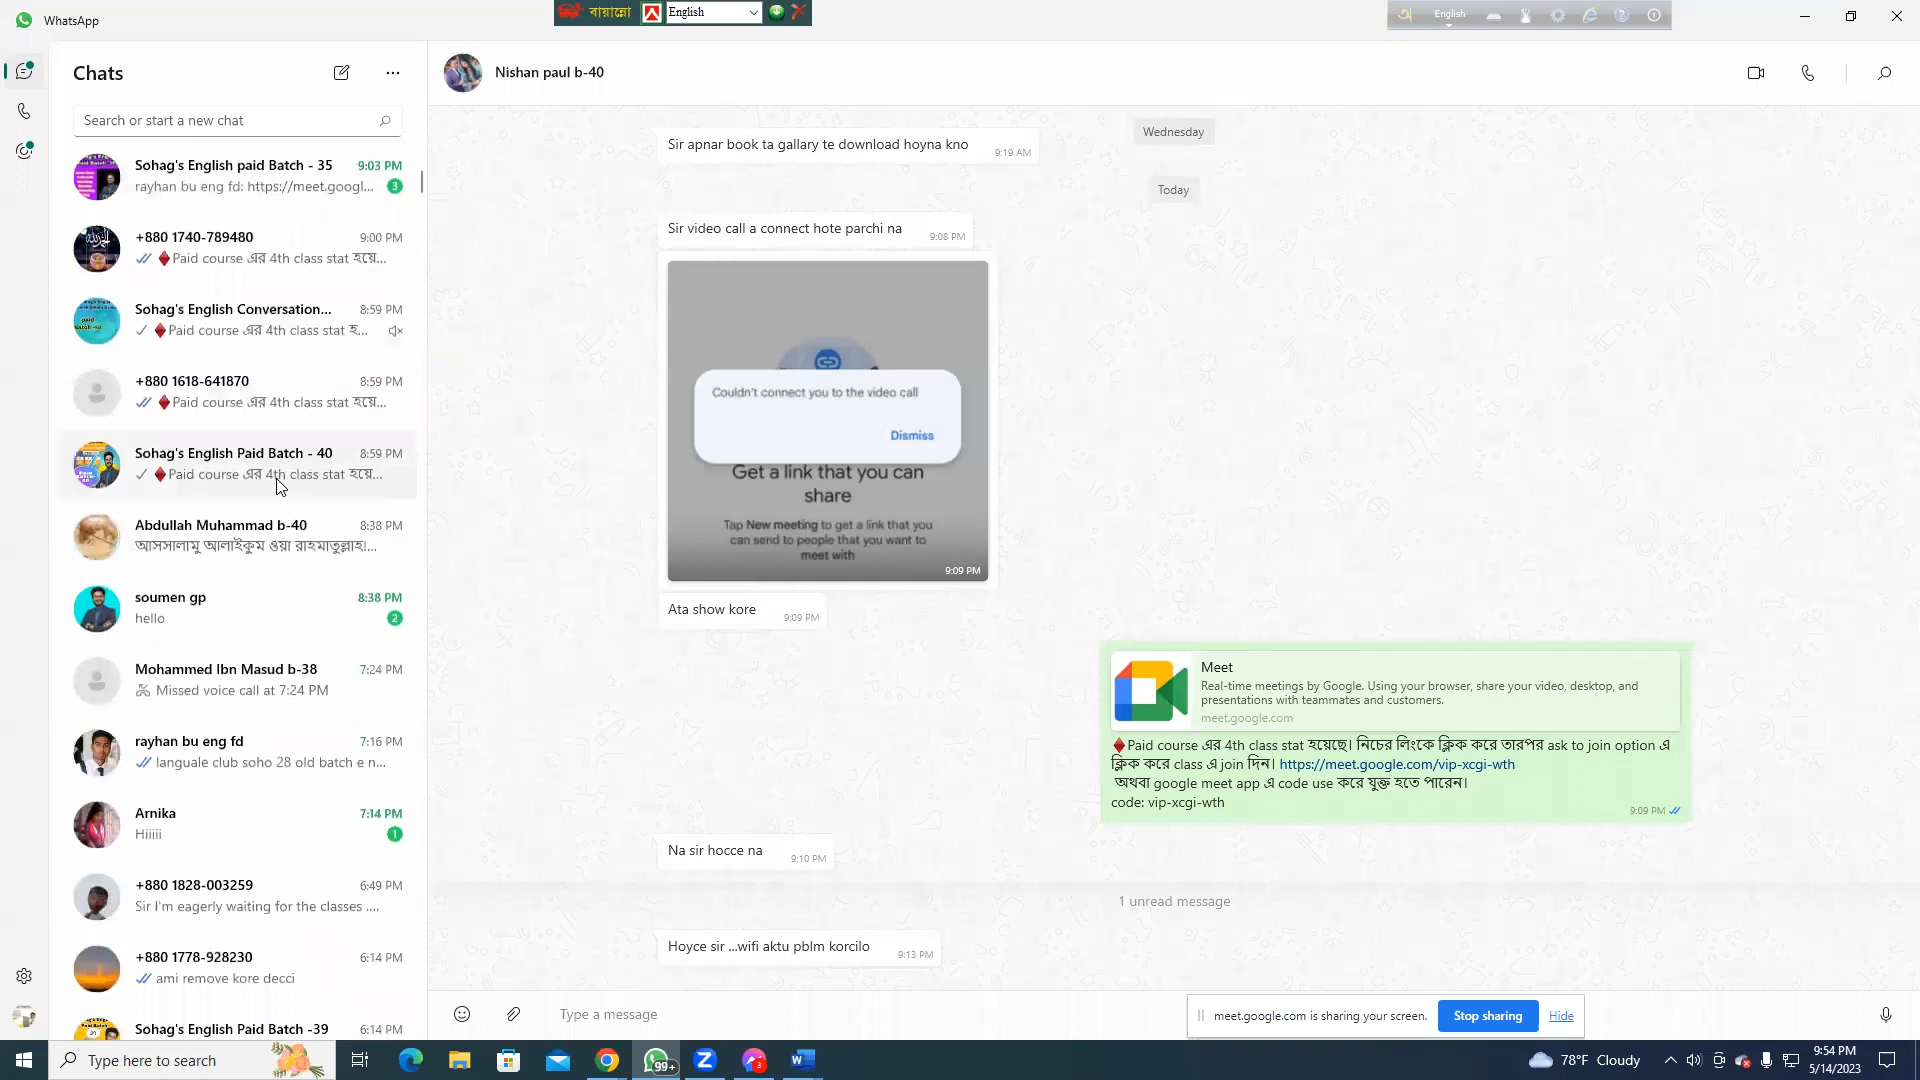 WhatsApp
বায়ান্নো
English
English
Chats
Search or start a new chat
Sohag's English paid Batch - 35
9:03 PM
rayhan bu eng fd: https://meet.googl...
3
+880 1740-789480
9:00 PM
Paid course এর 4th class stat হয়ে...
Sohag's English Conversation...
8:59 PM
Paid course এর 4th class stat হ...
+880 1618-641870
8:59 PM
Paid course এর 4th class stat হয়ে...
Sohag's English Paid Batch - 40
8:59 PM
Paid course এর 4th class stat হয়ে...
Abdullah Muhammad b-40
8:38 PM
আসসালামু আলাইকুম ওয়া রাহমাতুল্লাহ।...
soumen gp
8:38 PM
hello
2
Mohammed Ibn Masud b-38
7:24 PM
Missed voice call at 7:24 PM
rayhan bu eng fd
7:16 PM
languale club soho 28 old batch e n...
Arnika
7:14 PM
Hiiiii
1
+880 1828-003259
6:49 PM
Sir I'm eagerly waiting for the classes ....
+880 1778-928230
6:14 PM
ami remove kore decci
Sohag's English Paid Batch -39
6:14 PM
Nishan paul b-40
Wednesday
Sir apnar book ta gallary te download hoyna kno
9:19 AM
Today
Sir video call a connect hote parchi na
9:08 PM
Couldn't connect you to the video call
Dismiss
Get a link that you can
share
Tap New meeting to get a link that you
can send to people that you want to
meet with
9:09 PM
Ata show kore
9:09 PM
Meet
Real-time meetings by Google. Using your browser, share your video, desktop, and
presentations with teammates and customers.
meet.google.com
Paid course এর 4th class stat হয়েছে। নিচের লিংকে ক্লিক করে তারপর ask to join option এ
ক্লিক করে class এ join দিন। https://meet.google.com/vip-xcgi-wth
অথবা google meet app এ code use করে যুক্ত হতে পারেন।
code: vip-xcgi-wth
9:09 PM
Na sir hocce na
9:10 PM
1 unread message
Hoyce sir ...wifi aktu pblm korcilo
9:13 PM
Type a message
meet.google.com is sharing your screen.
Stop sharing
Hide
Type here to search
99+
3
78°F Cloudy
9:54 PM
5/14/2023